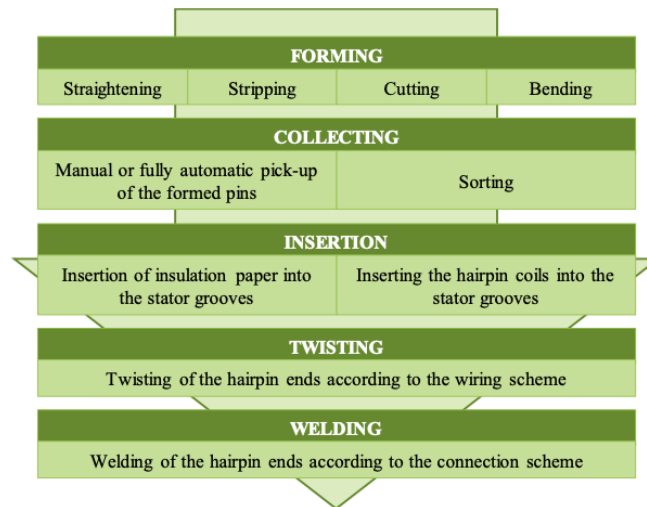 FORMING
Straightening
Stripping
Cutting
Bending
COLLECTING
Manual or fully automatic pick-up
of the formed pins
Sorting
INSERTION
Insertion of insulation paper into
the stator grooves
Inserting the hairpin coils into the
stator grooves
TWISTING
Twisting of the hairpin ends according to the wiring scheme
WELDING
Welding of the hairpin ends according to the connection scheme